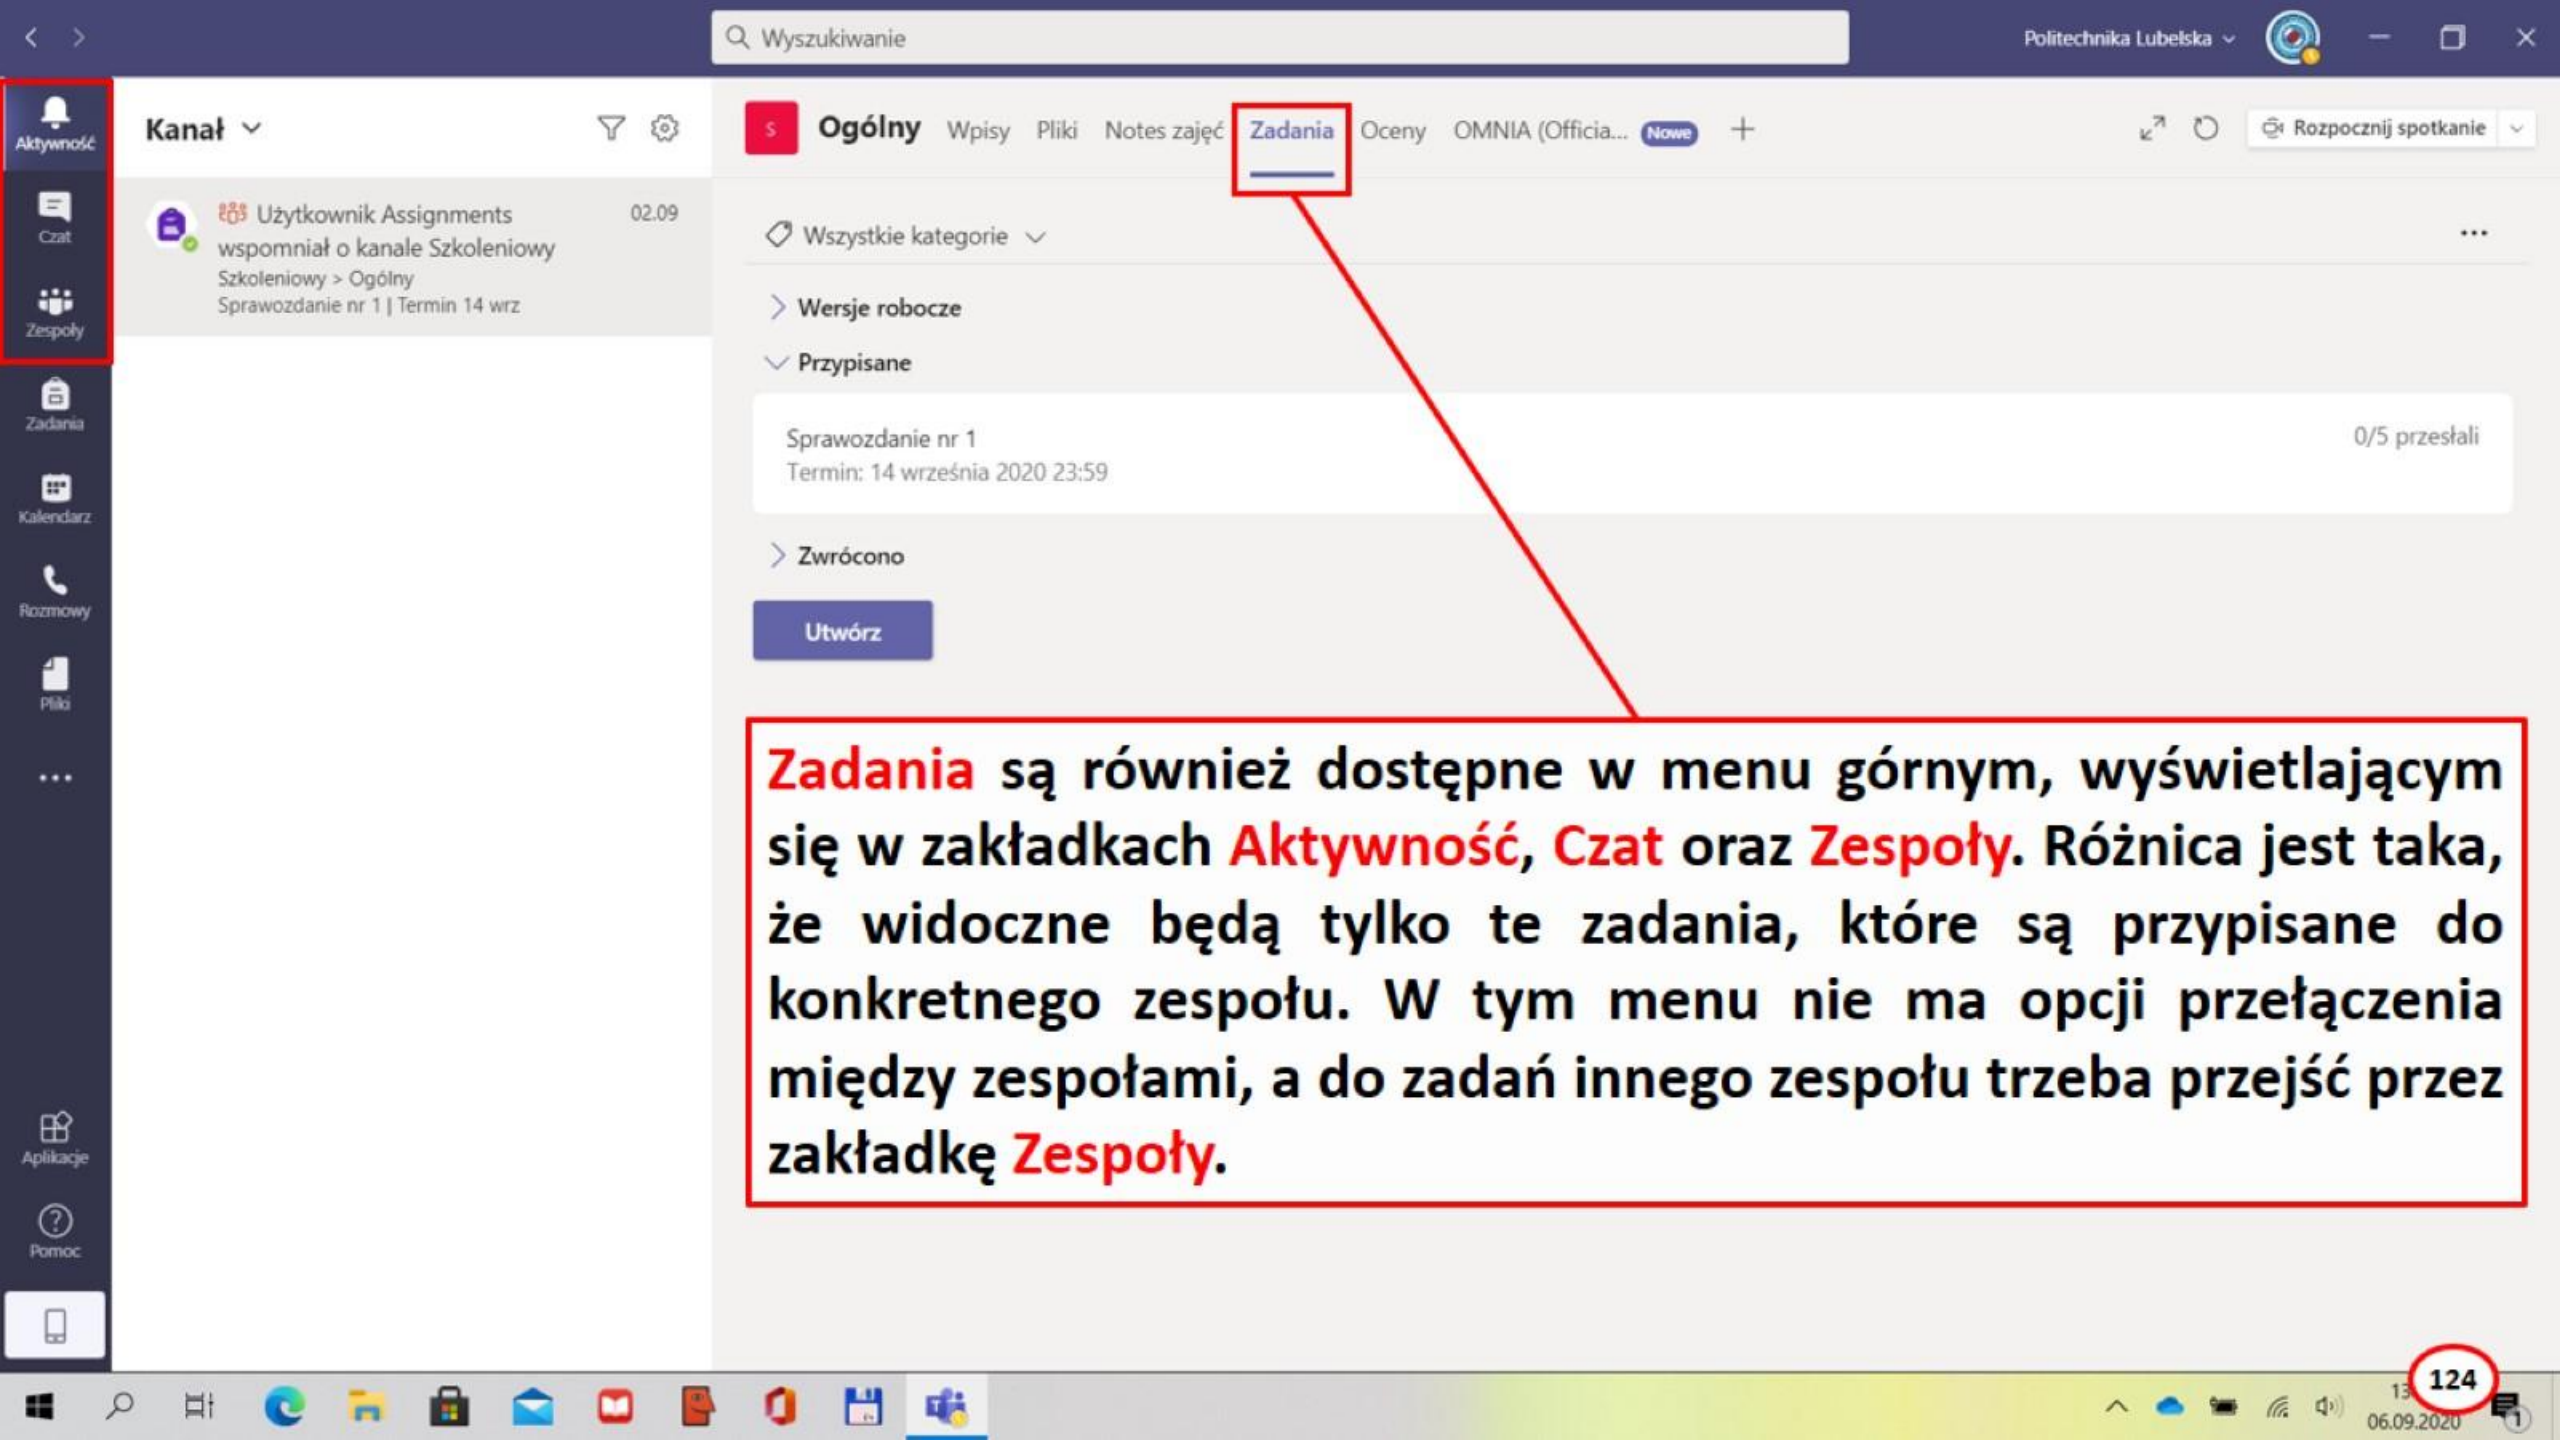 Wyszukiwanie
Politechnika Lubelska
Aktywność
Czat
Zespoły
Zadania
Kalendarz
Rozmowy
Pliki
Aplikacje
Pomoc
Kanał
Użytkownik Assignments 02.09
wspomniał o kanale Szkoleniowy
Szkoleniowy > Ogólny
Sprawozdanie nr 1 | Termin 14 wrz
S Ogólny Wpisy Pliki Notes zajęć Zadania Oceny OMNIA (Officia... Nowe + Rozpocznij spotkanie
Wszystkie kategorie
Wersje robocze
Przypisane
Sprawozdanie nr 1 0/5 przesłali
Termin: 14 września 2020 23:59
Zwrócono
Utwórz
Zadania są również dostępne w menu górnym, wyświetlającym
się w zakładkach Aktywność, Czat oraz Zespoły. Różnica jest taka,
że widoczne będą tylko te zadania, które są przypisane do
konkretnego zespołu. W tym menu nie ma opcji przełączenia
między zespołami, a do zadań innego zespołu trzeba przejść przez
zakładkę Zespoły.
124
06.09.2020
1